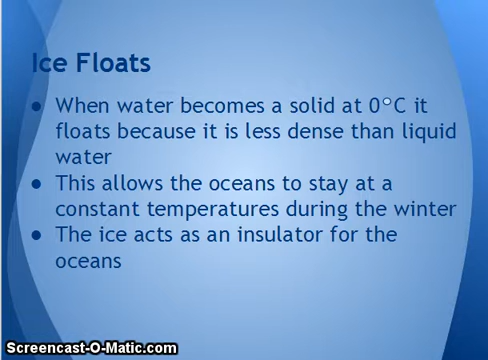 Ice Floats
● When water becomes a solid at 0°C it
floats because it is less dense than liquid
water
● This allows the oceans to stay at a
constant temperatures during the winter
● The ice acts as an insulator for the
oceans
Screencast-O-Matic.com